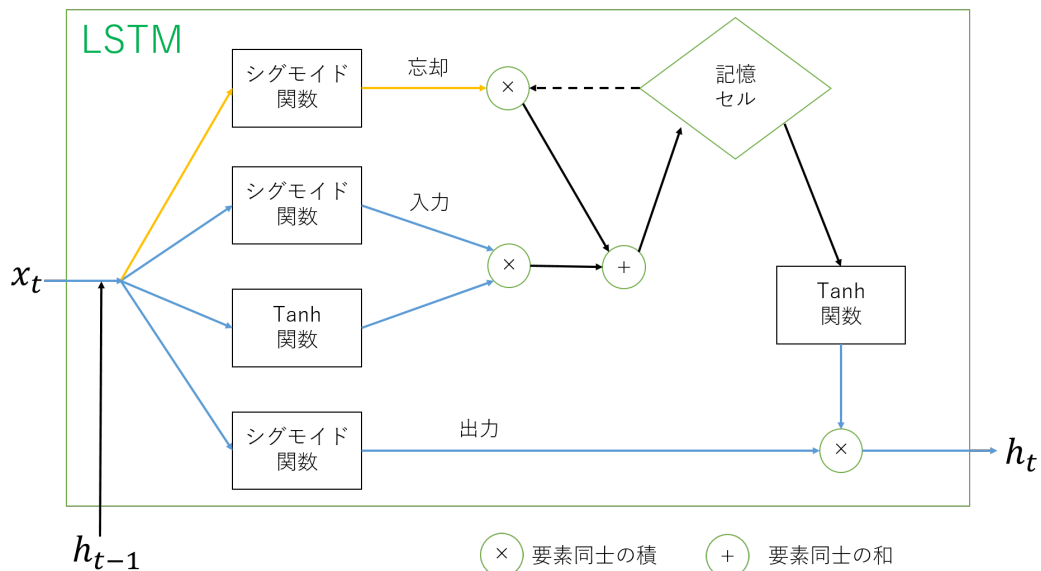 LSTM
シグモイド
関数
忘却
×
記憶
セル
シグモイド
関数
入力
×
+
x_t
Tanh
関数
Tanh
関数
シグモイド
関数
出力
×
h_t
h_{t−1}
× 要素同士の積
+ 要素同士の和